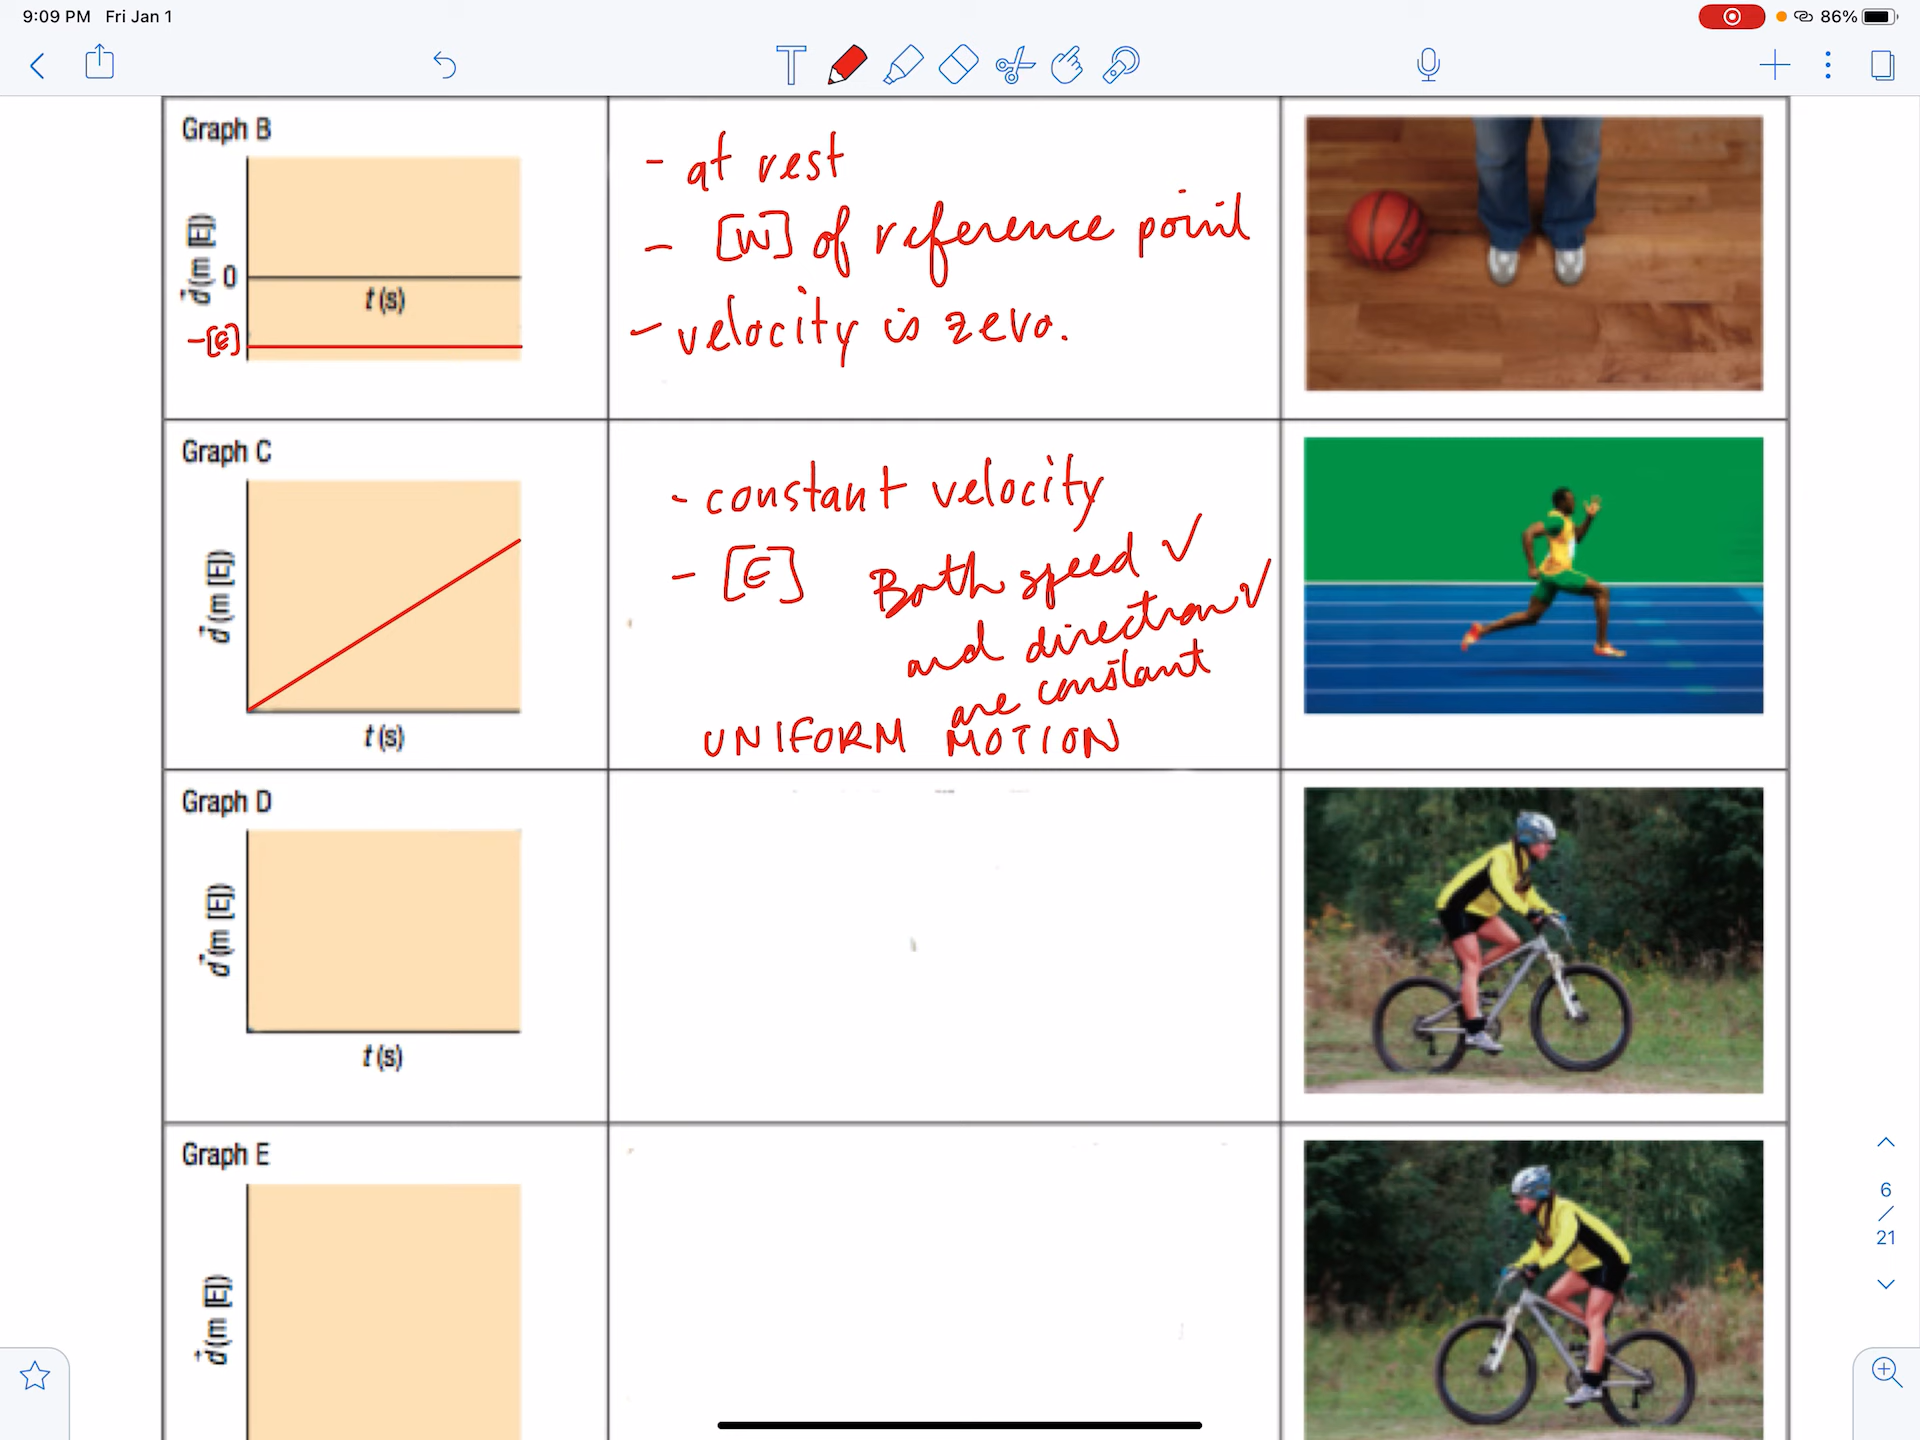 9:09 PM Fri Jan 1
86%
T
Graph B
d (m [E])
0
t (s)
-[E]
- at rest
- [W] of reference point
- velocity is zero.
Graph C
d (m [E])
t (s)
- constant velocity
- [E] Both speed ✓
and direction ✓
are constant
UNIFORM MOTION
Graph D
d (m [E])
t (s)
Graph E
d (m [E])
6
/
21